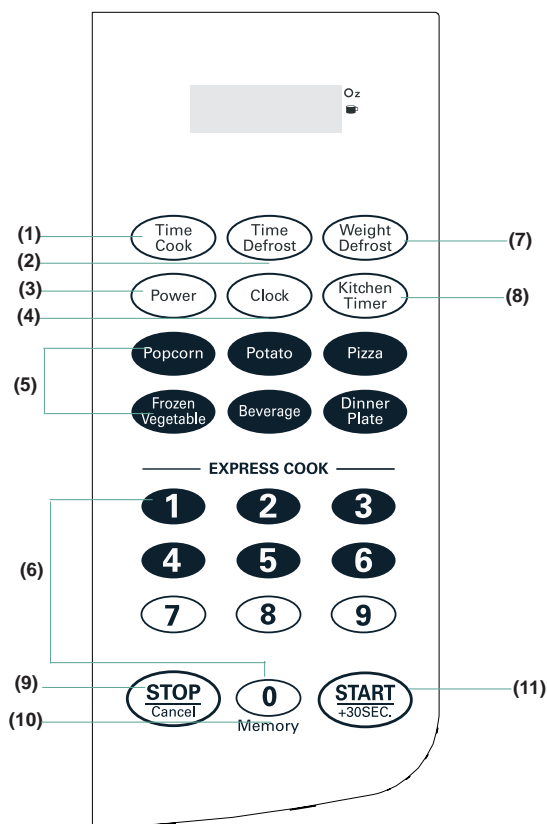 Oz
(1)
Time
Cook
Time
Defrost
(2)
Weight
Defrost
(7)
(3)
Power
Clock
(4)
Kitchen
Timer
(8)
(5)
Popcorn
Potato
Pizza
Frozen
Vegetable
Beverage
Dinner
Plate
EXPRESS COOK
1
2
3
(6)
4
5
6
7
8
9
(9)
STOP
Cancel
(10)
0
Memory
START
+30SEC.
(11)